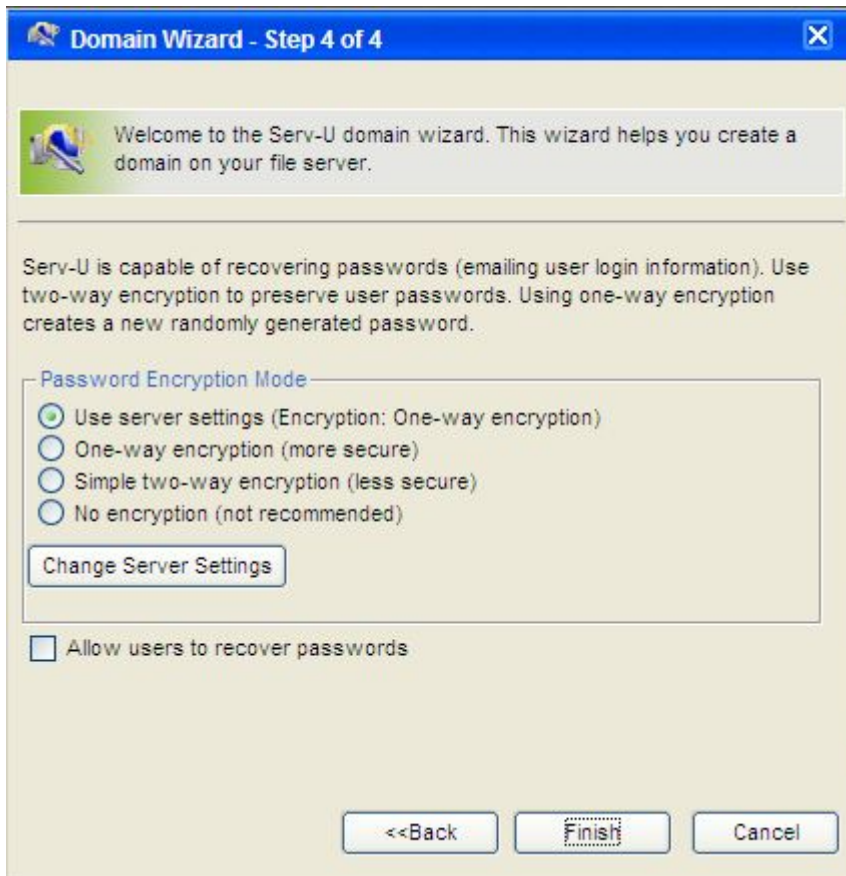 Domain Wizard - Step 4 of 4
Welcome to the Serv-U domain wizard. This wizard helps you create a
domain on your file server.
Serv-U is capable of recovering passwords (emailing user login information). Use
two-way encryption to preserve user passwords. Using one-way encryption
creates a new randomly generated password.
Password Encryption Mode
Use server settings (Encryption: One-way encryption)
One-way encryption (more secure)
Simple two-way encryption (less secure)
No encryption (not recommended)
Change Server Settings
Allow users to recover passwords
<<Back Finish Cancel